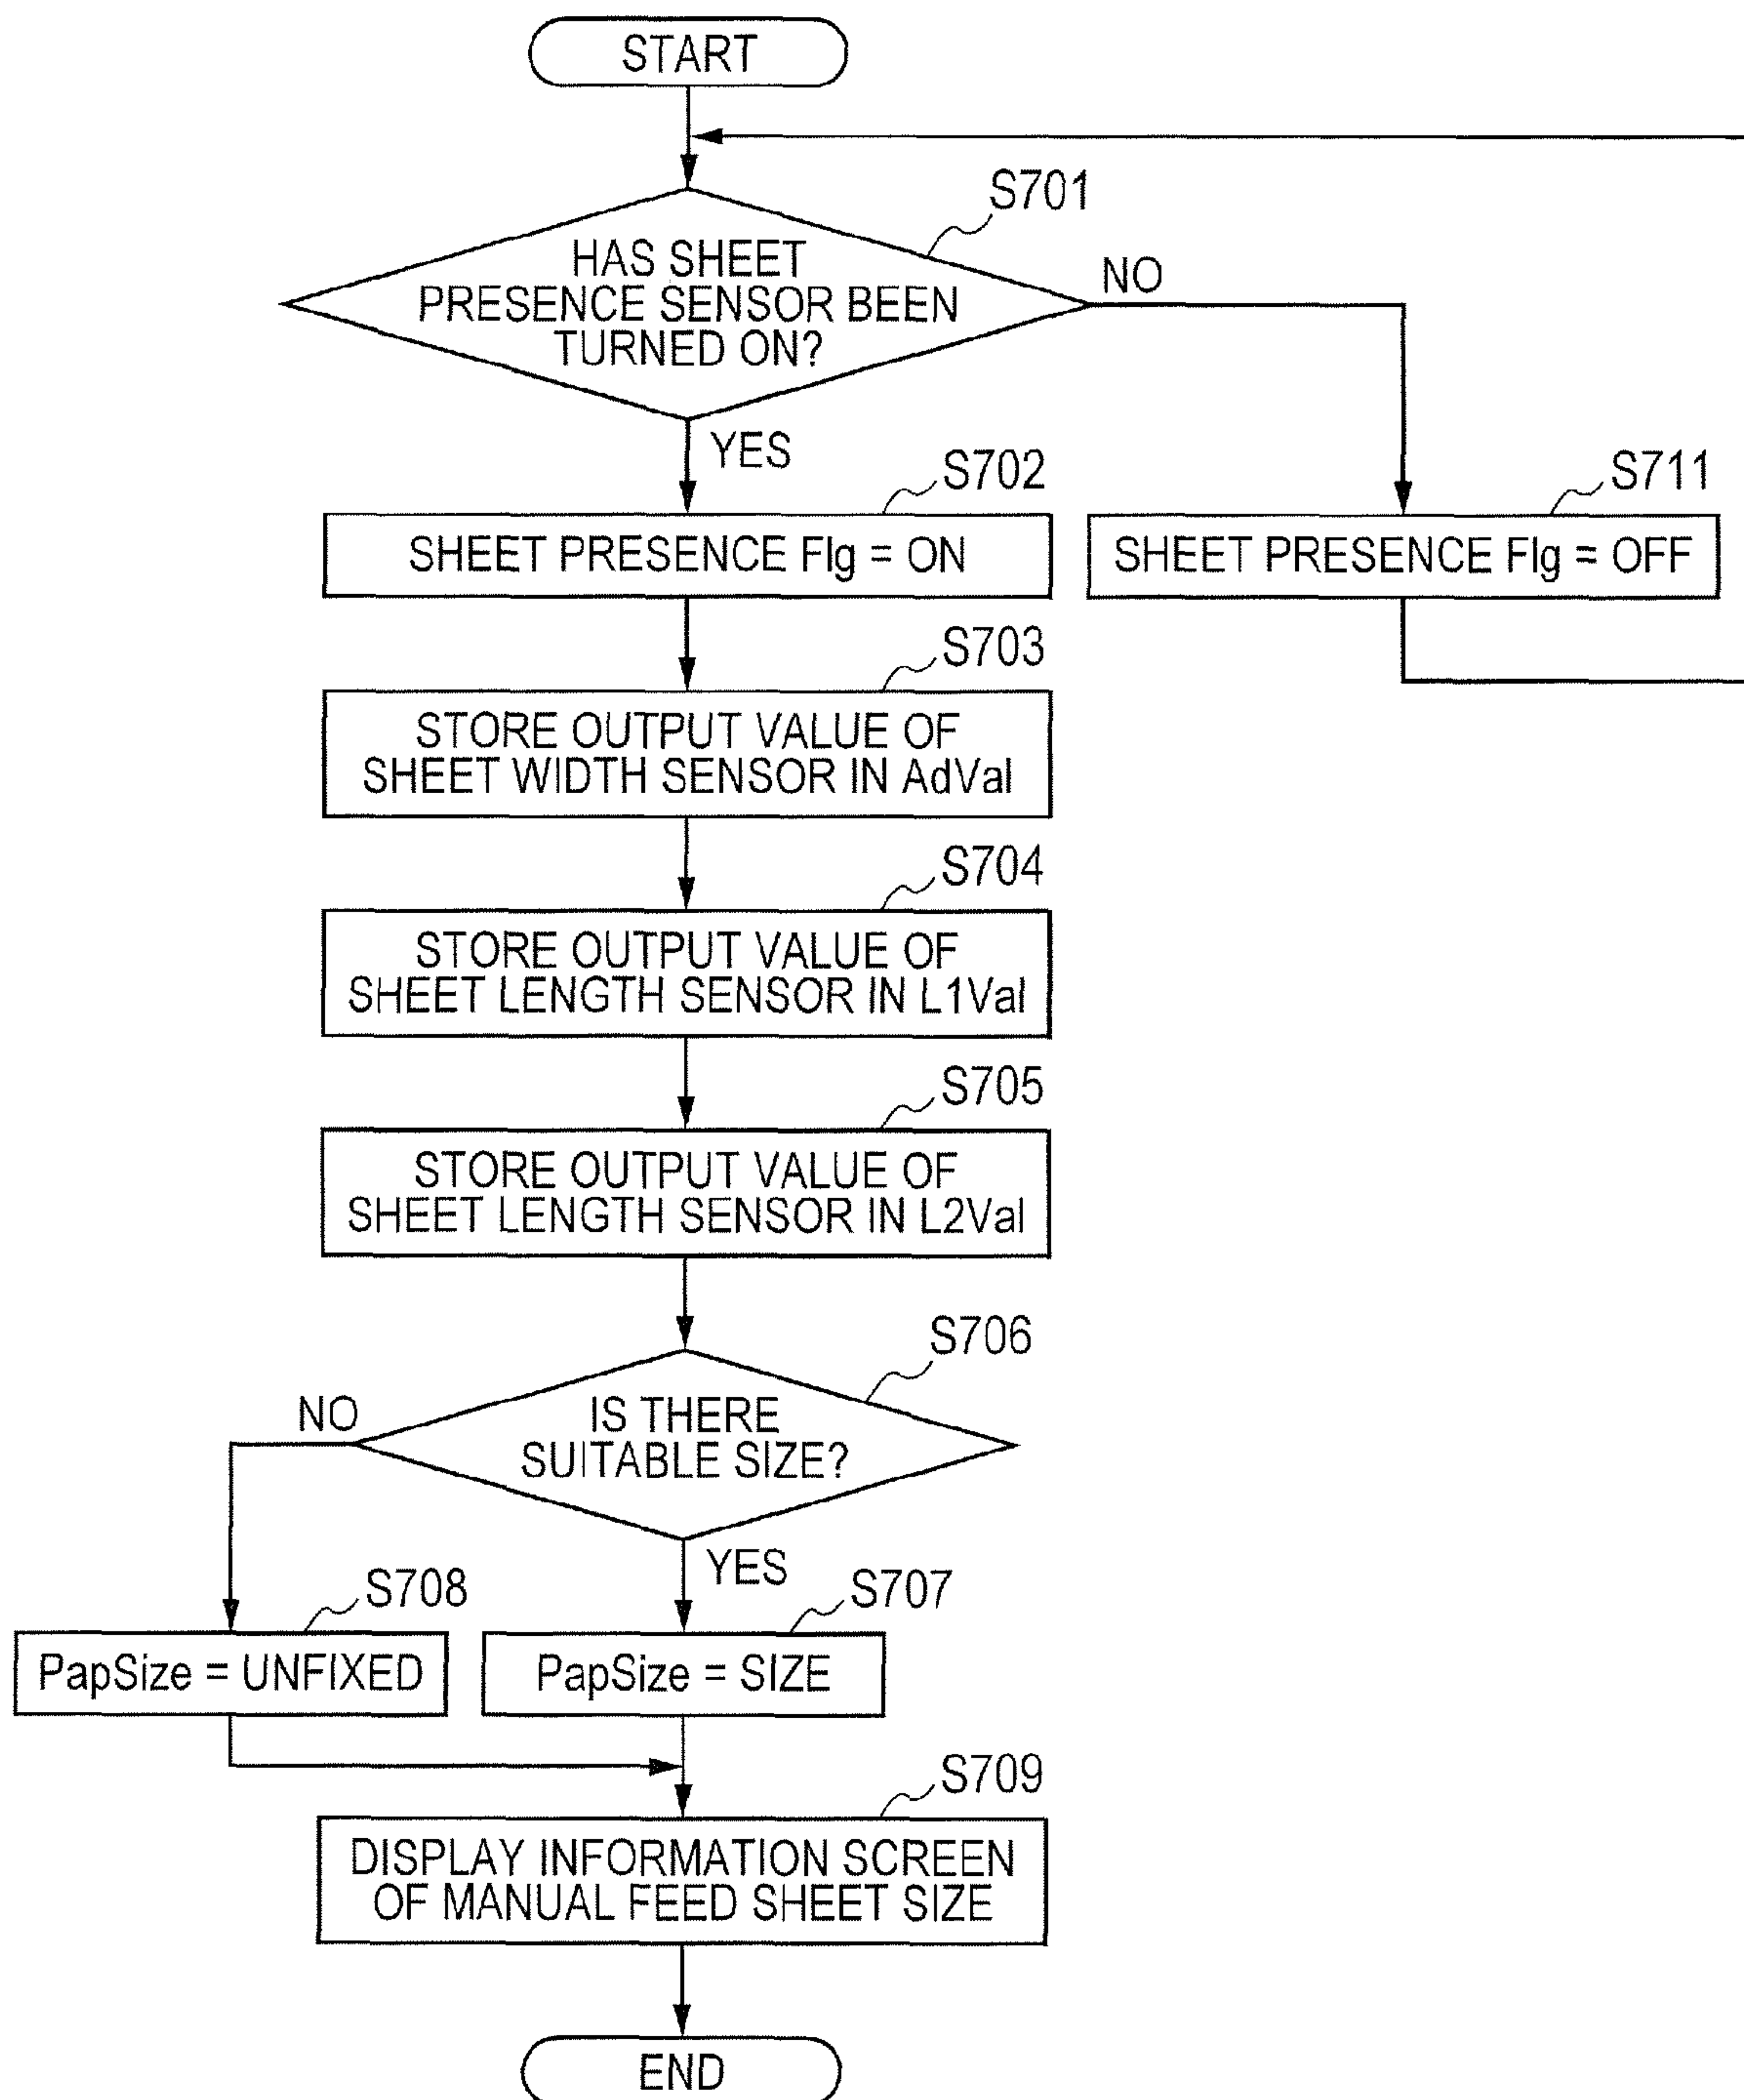 START
S701
HAS SHEET
PRESENCE SENSOR BEEN
TURNED ON?
NO
YES
S702
SHEET PRESENCE Flg = ON
S711
SHEET PRESENCE Flg = OFF
S703
STORE OUTPUT VALUE OF
SHEET WIDTH SENSOR IN AdVal
S704
STORE OUTPUT VALUE OF
SHEET LENGTH SENSOR IN L1Val
S705
STORE OUTPUT VALUE OF
SHEET LENGTH SENSOR IN L2Val
S706
IS THERE
SUITABLE SIZE?
NO
YES
S708
PapSize = UNFIXED
S707
PapSize = SIZE
S709
DISPLAY INFORMATION SCREEN
OF MANUAL FEED SHEET SIZE
END